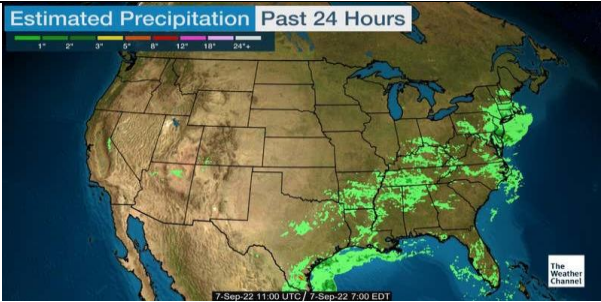 Estimated Precipitation Past 24 Hours
1" 2" 3" 5" 8" 12" 18" 24"+
The
Weather
Channel
7-Sep-22 11:00 UTC / 7-Sep-22 7:00 EDT